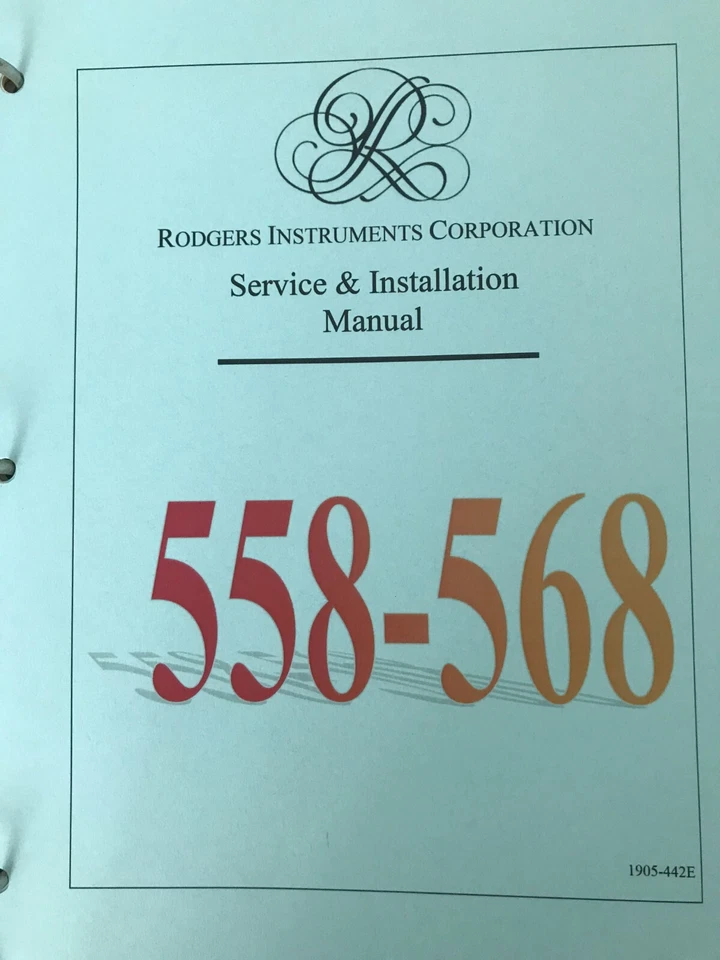 RODGERS INSTRUMENTS CORPORATION
Service & Installation
Manual
558-568
1905-442E